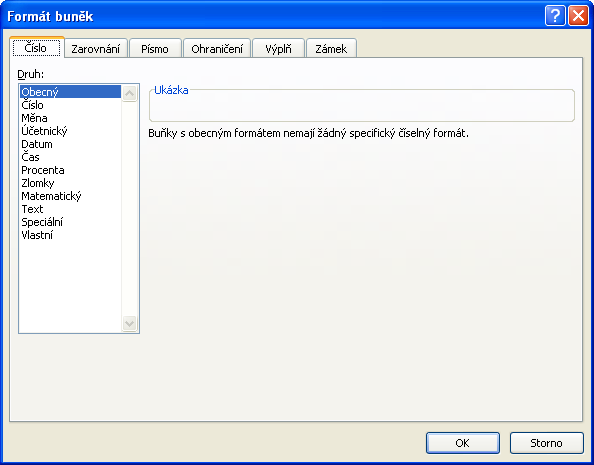 Formát buněk
Číslo Zarovnání Písmo Ohraničení Výplň Zámek
Druh:
Obecný
Číslo
Měna
Účetnický
Datum
Čas
Procenta
Zlomky
Matematický
Text
Speciální
Vlastní
Ukázka
Buňky s obecným formátem nemají žádný specifický číselný formát.
OK Storno